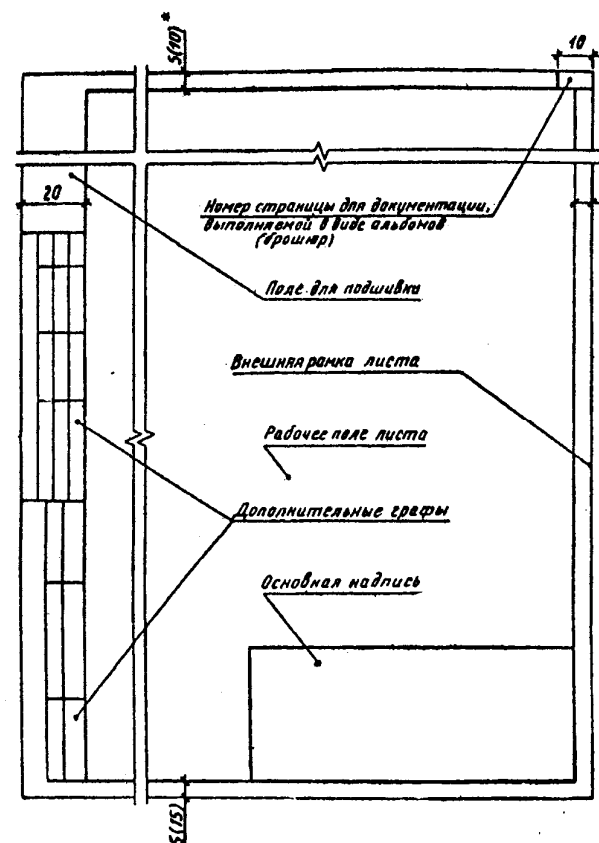 5(10)*
10
20
Номер страницы для документации,
выполняемой в виде альбомов
(брошюр)
Поле для подшивки
Внешняя рамка листа
Рабочее поле листа
Дополнительные графы
Основная надпись
5(15)